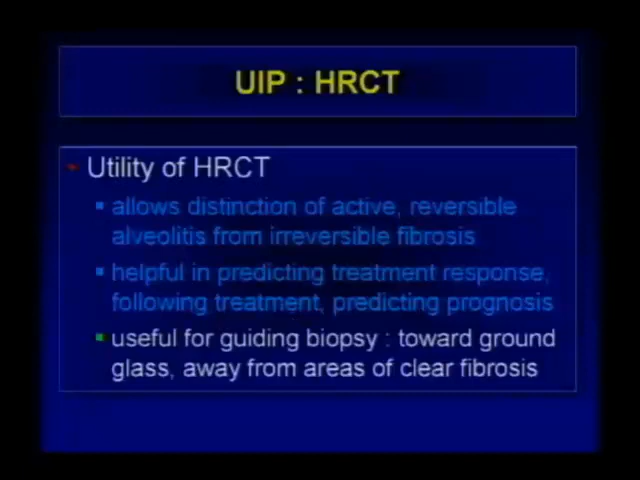 UIP : HRCT
Utility of HRCT
allows distinction of active, reversible
alveolitis from irreversible fibrosis
helpful in predicting treatment response,
following treatment, predicting prognosis
useful for guiding biopsy : toward ground
glass, away from areas of clear fibrosis